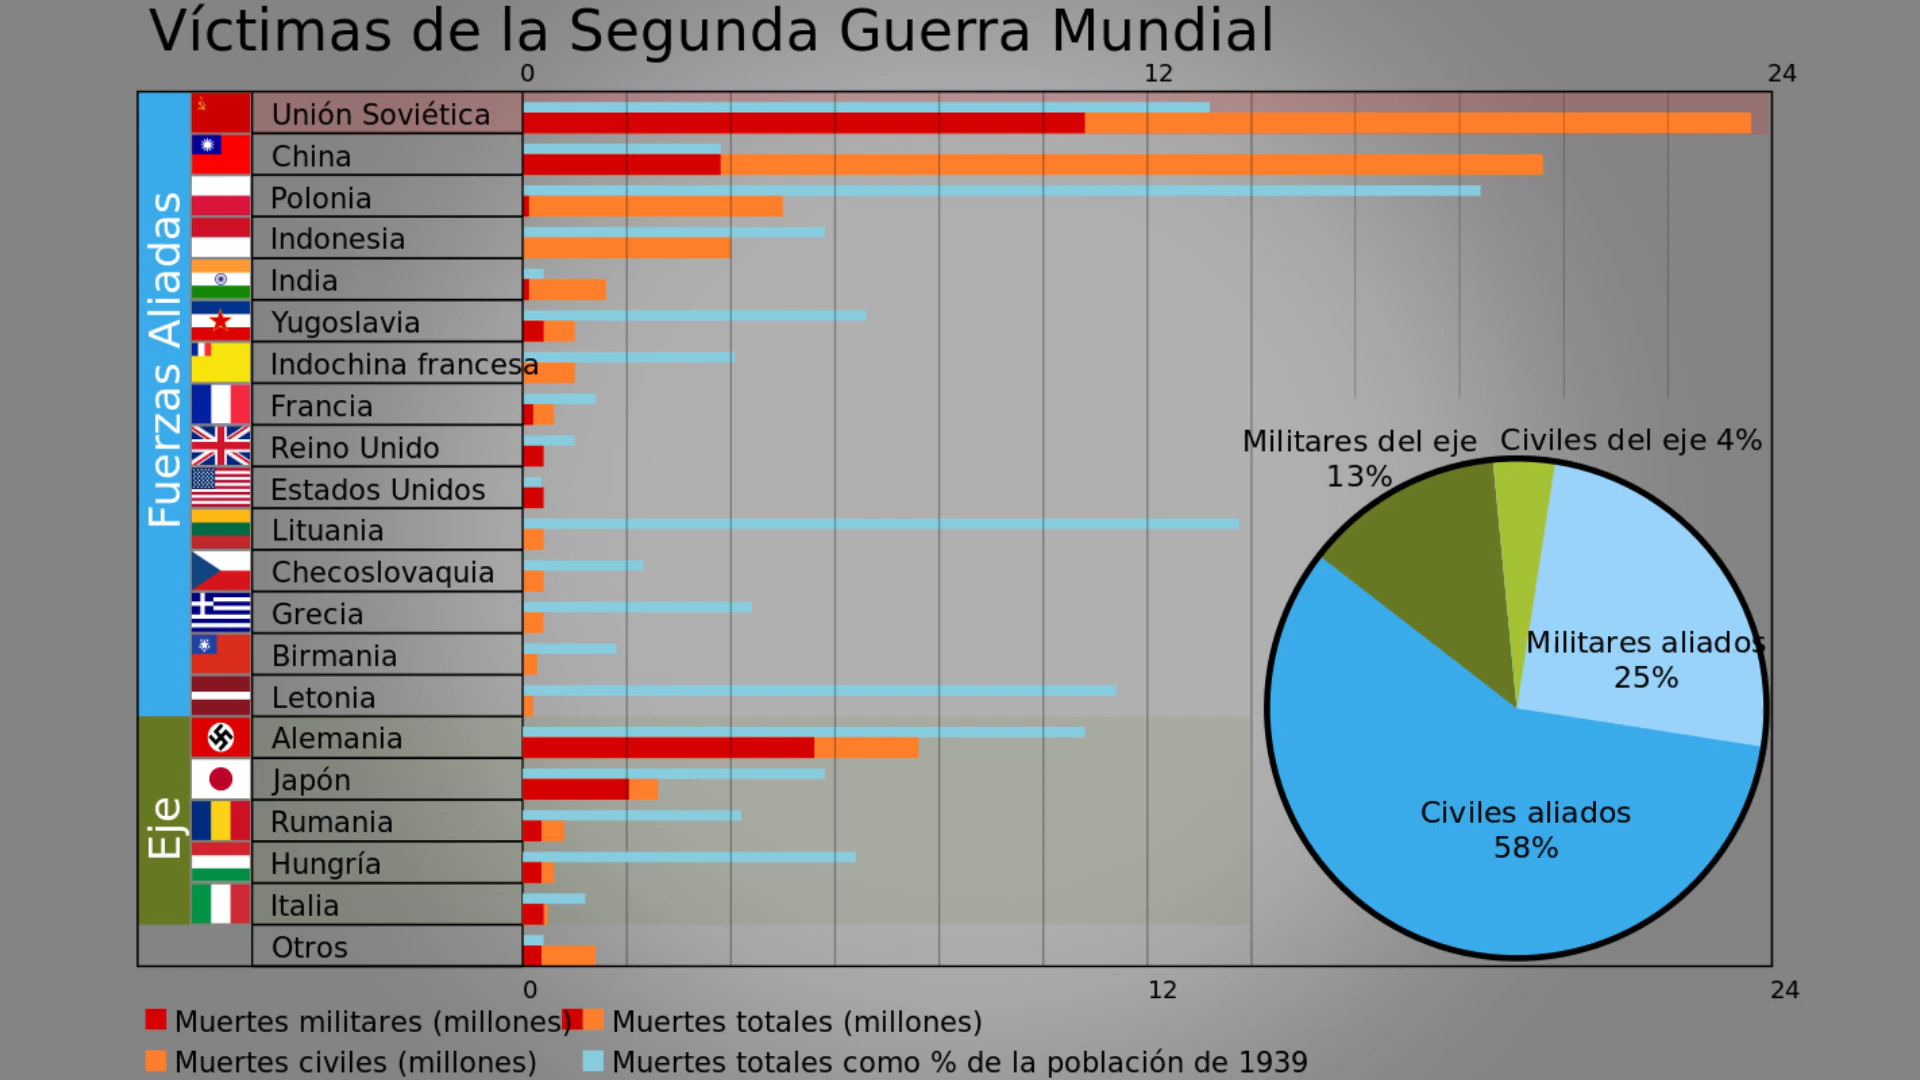 Víctimas de la Segunda Guerra Mundial
0 12 24
Fuerzas Aliadas
Unión Soviética
China
Polonia
Indonesia
India
Yugoslavia
Indochina francesa
Francia
Reino Unido
Estados Unidos
Lituania
Checoslovaquia
Grecia
Birmania
Letonia
Eje
Alemania
Japón
Rumania
Hungría
Italia
Otros
Militares del eje
13%
Civiles del eje 4%
Militares aliados
25%
Civiles aliados
58%
0 12 24
Muertes militares (millones)
Muertes totales (millones)
Muertes civiles (millones)
Muertes totales como % de la población de 1939